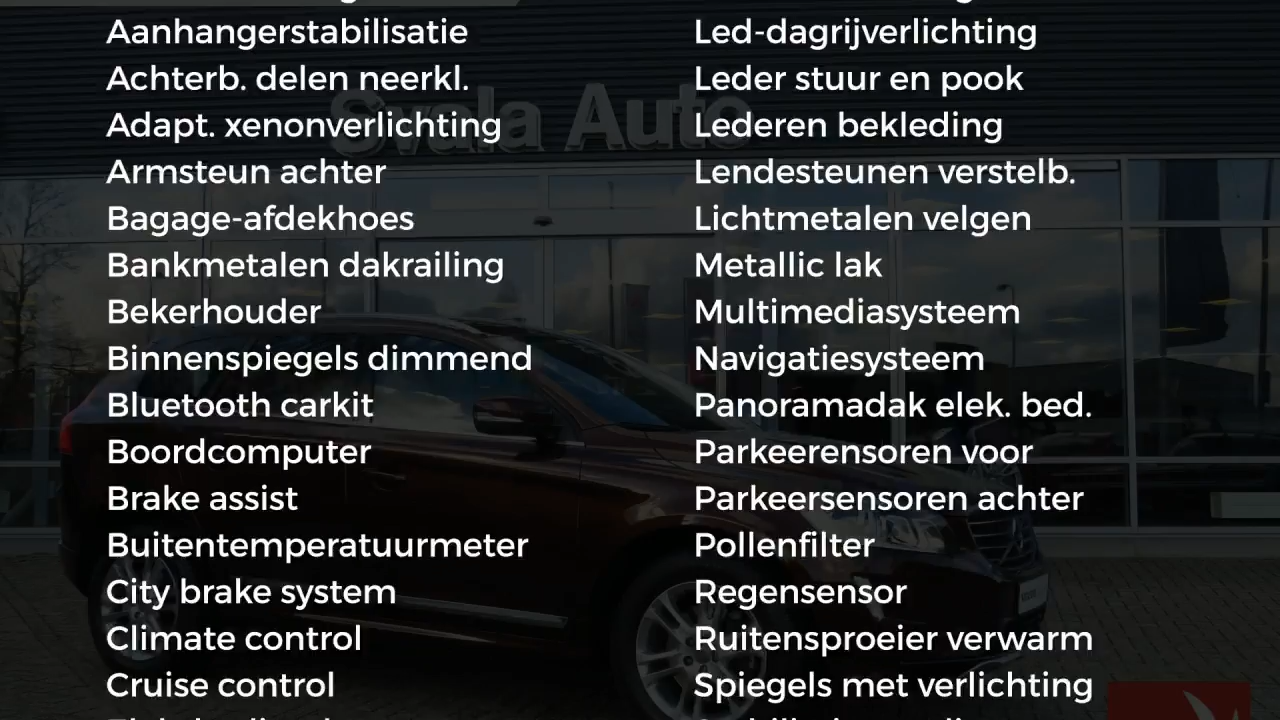 Svala Auto
Aanhangerstabilisatie
Achterb. delen neerkl.
Adapt. xenonverlichting
Armsteun achter
Bagage-afdekhoes
Bankmetalen dakrailing
Bekerhouder
Binnenspiegels dimmend
Bluetooth carkit
Boordcomputer
Brake assist
Buitentemperatuurmeter
City brake system
Climate control
Cruise control
Led-dagrijverlichting
Leder stuur en pook
Lederen bekleding
Lendesteunen verstelb.
Lichtmetalen velgen
Metallic lak
Multimediasysteem
Navigatiesysteem
Panoramadak elek. bed.
Parkeerensoren voor
Parkeersensoren achter
Pollenfilter
Regensensor
Ruitensproeier verwarm
Spiegels met verlichting